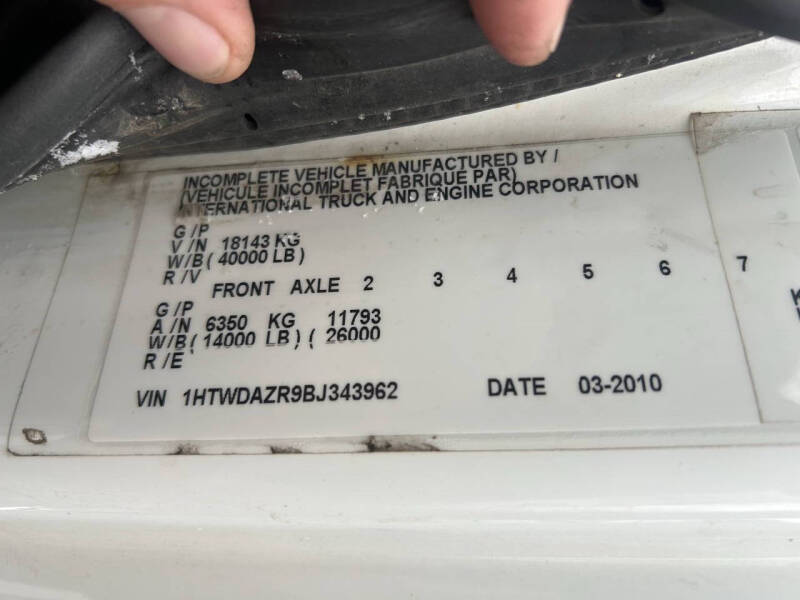 INCOMPLETE VEHICLE MANUFACTURED BY /
(VEHICULE INCOMPLET FABRIQUE PAR)
INTERNATIONAL TRUCK AND ENGINE CORPORATION
G /P
V /N 18143 KG
W/B ( 40000 LB )
R /V
FRONT AXLE 2 3 4 5 6 7
G /P
A /N 6350 KG 11793
W/B( 14000 LB ) ( 26000
R /E
VIN 1HTWDAZR9BJ343962 DATE 03-2010